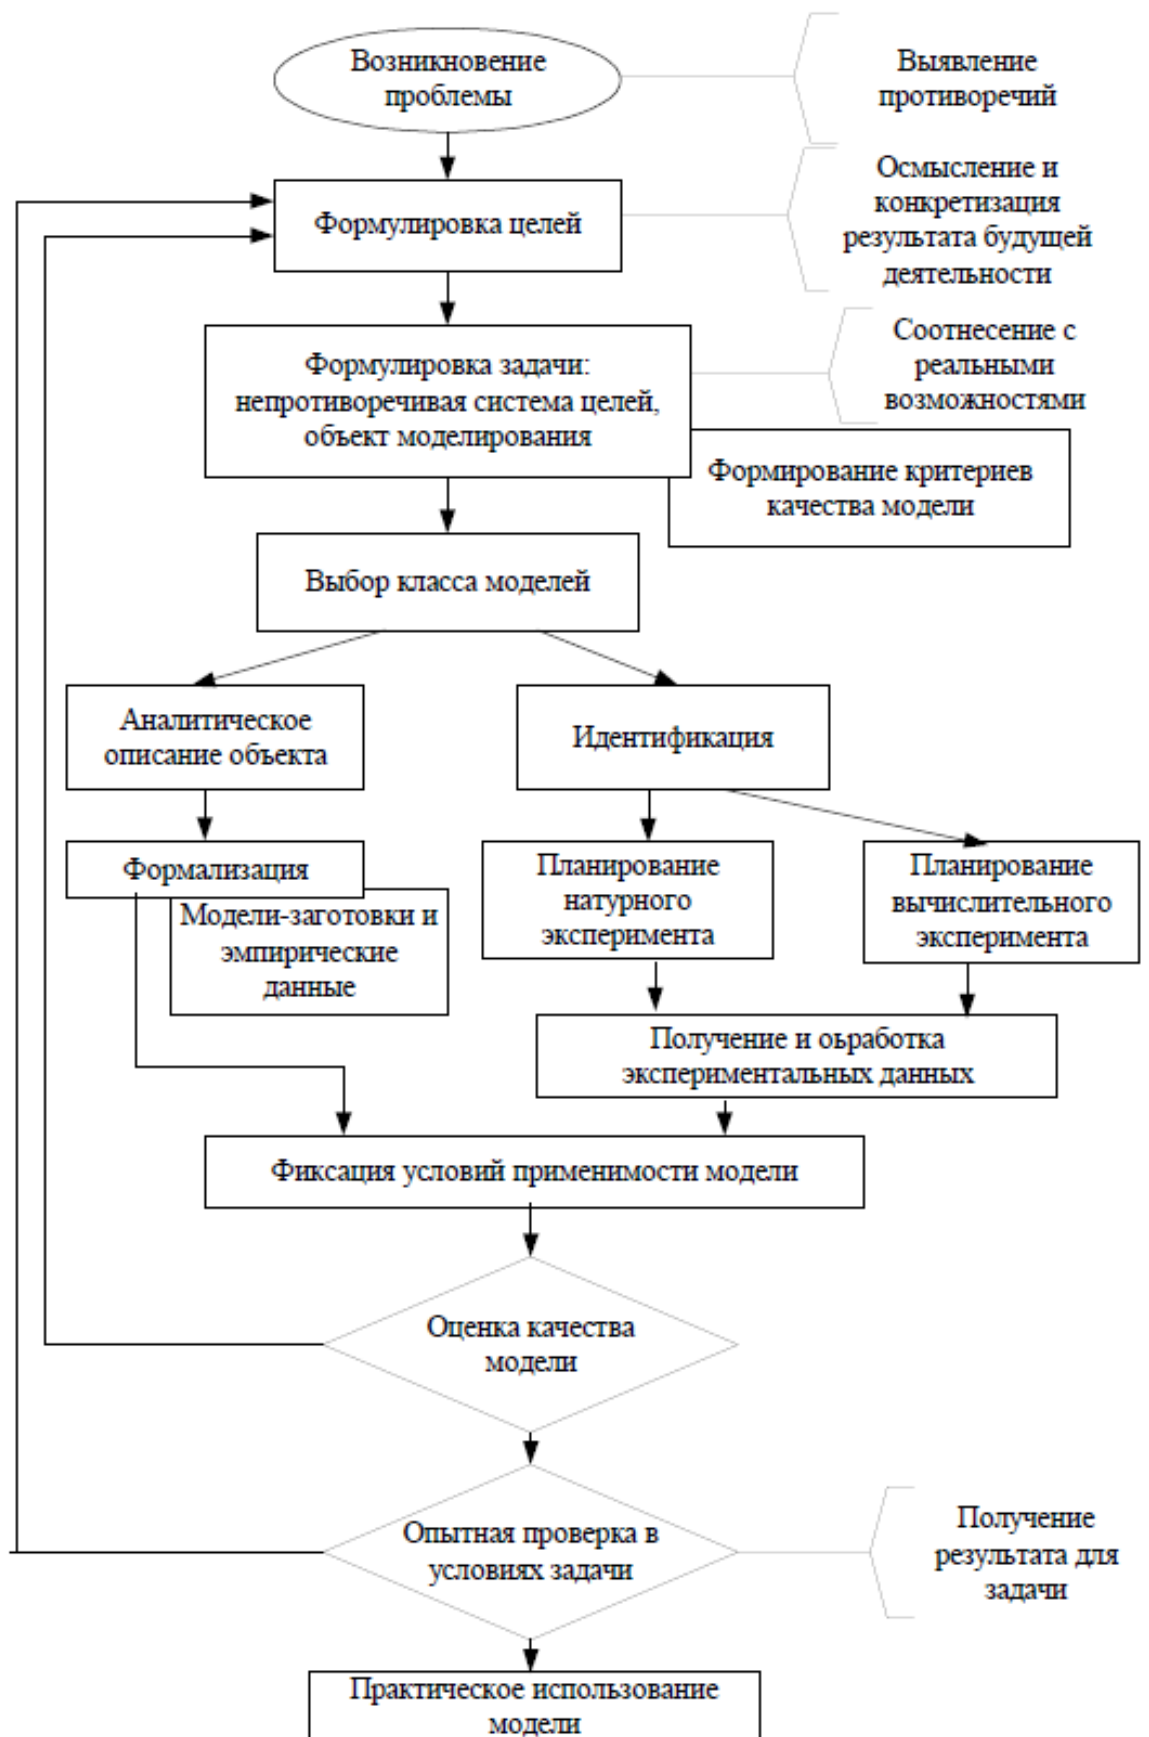 Возникновение
проблемы
Выявление
противоречий
Формулировка целей
Осмысление и
конкретизация
результата будущей
деятельности
Формулировка задачи:
непротиворечивая система целей,
объект моделирования
Соотнесение с
реальными
возможностями
Формирование критериев
качества модели
Выбор класса моделей
Аналитическое
описание объекта
Идентификация
Формализация
Модели-заготовки и
эмпирические
данные
Планирование
натурного
эксперимента
Планирование
вычислительного
эксперимента
Получение и оьработка
экспериментальных данных
Фиксация условий применимости модели
Оценка качества
модели
Опытная проверка в
условиях задачи
Получение
результата для
задачи
Практическое использование
модели